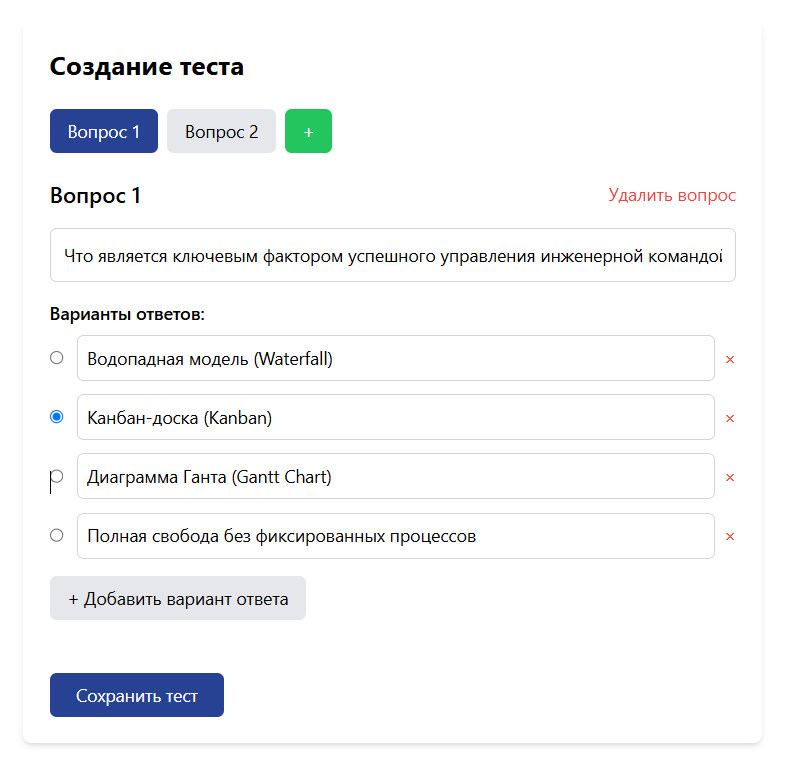 Создание теста
Вопрос 1 Вопрос 2 +
Вопрос 1 Удалить вопрос
Что является ключевым фактором успешного управления инженерной командой
Варианты ответов:
Водопадная модель (Waterfall) ×
Канбан-доска (Kanban) ×
Диаграмма Ганта (Gantt Chart) ×
Полная свобода без фиксированных процессов ×
+ Добавить вариант ответа
Сохранить тест